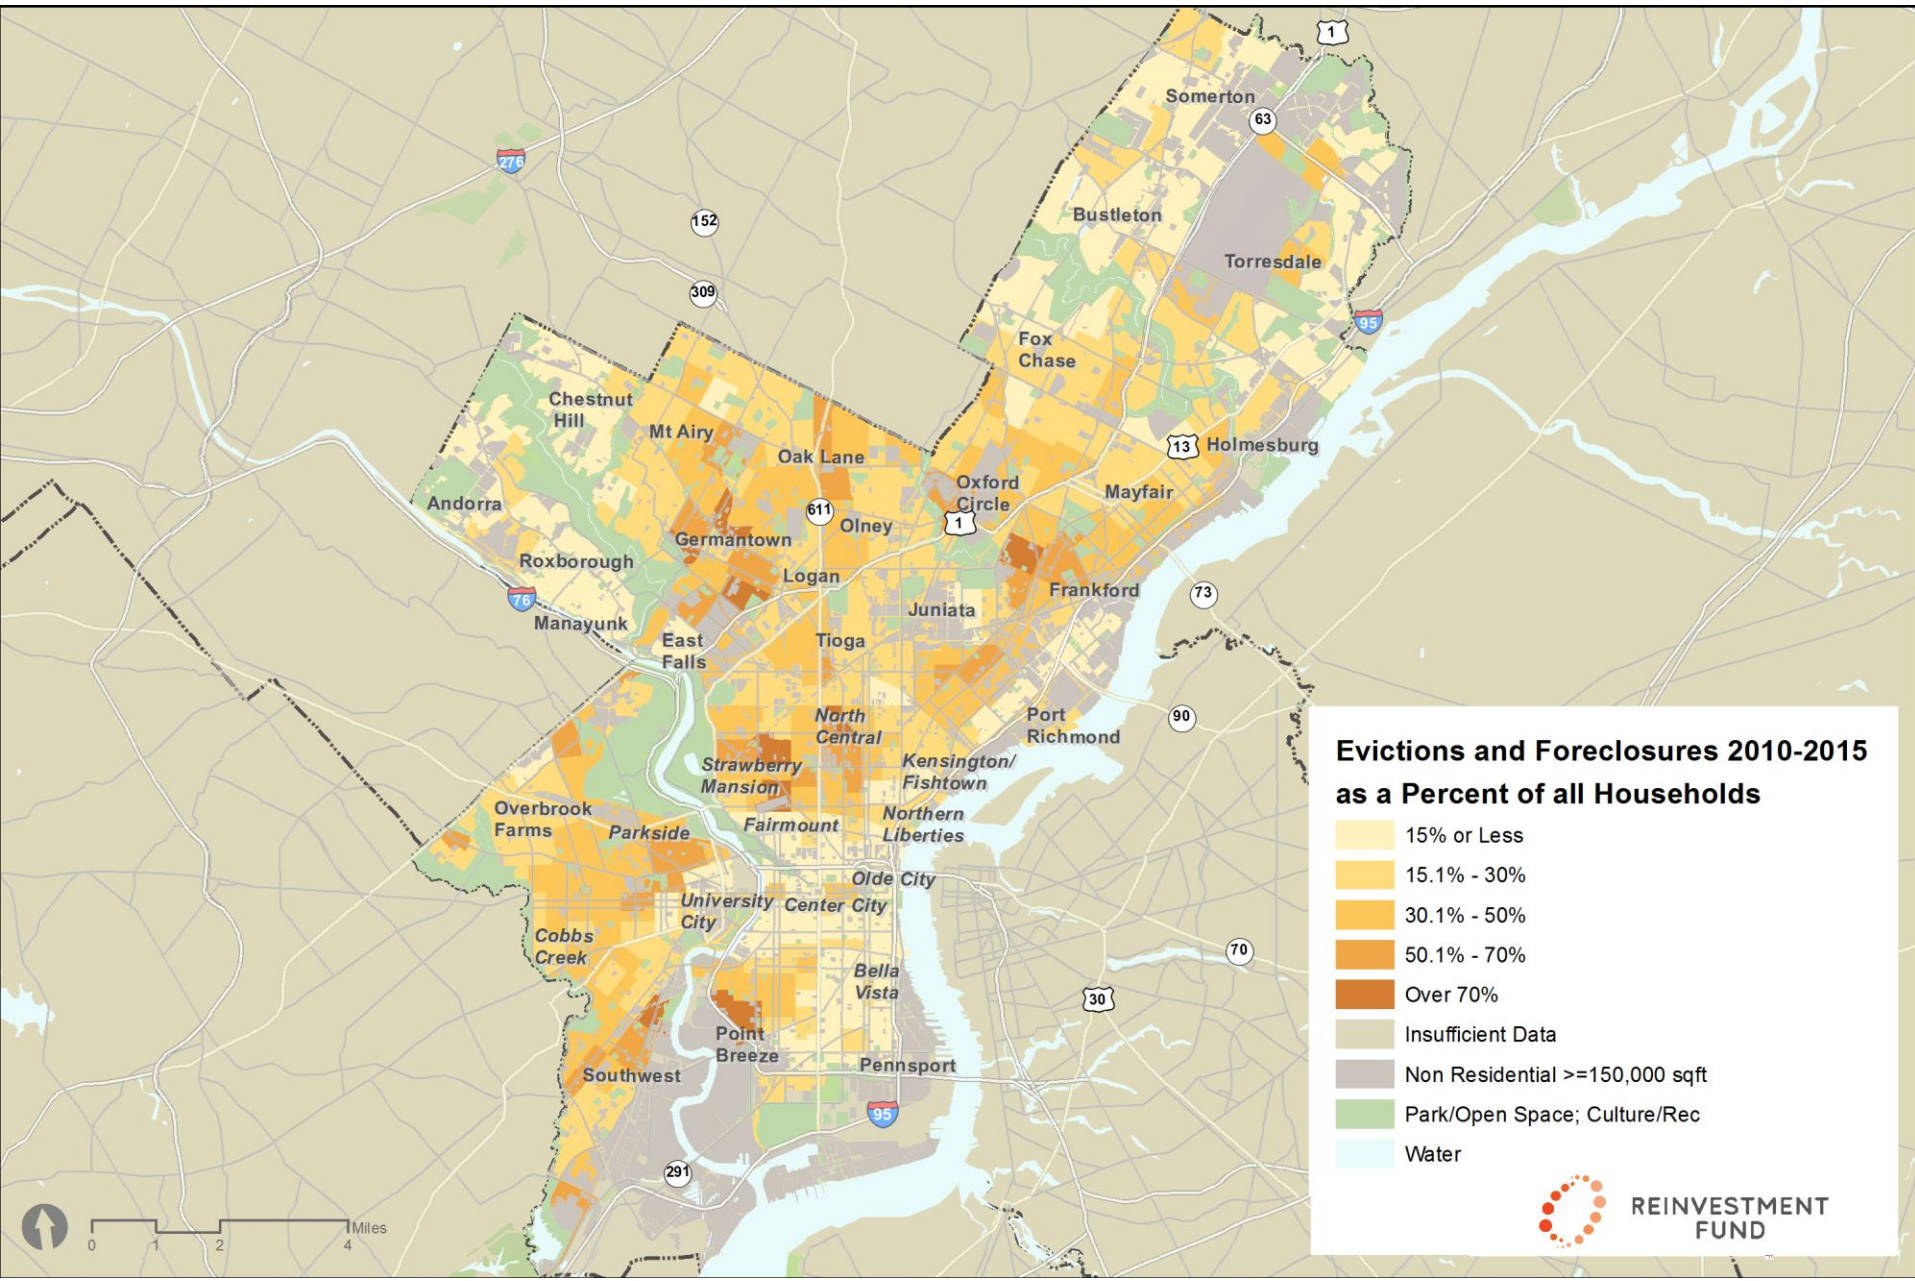 1
Somerton
63
276
152
Bustleton
Torresdale
309
95
Fox
Chase
Chestnut
Hill
Mt Airy
13
Holmesburg
Oak Lane
Oxford
Circle
Andorra
Mayfair
611
Olney
1
Germantown
Roxborough
Logan
Frankford
76
73
Juniata
Manayunk
East
Falls
Tioga
North
Central
Port
Richmond
90
Strawberry
Mansion
Kensington/
Fishtown
Overbrook
Farms
Parkside
Fairmount
Northern
Liberties
Olde City
University
City
Center City
Cobbs
Creek
70
Bella
Vista
30
Point
Breeze
Southwest
Pennsport
95
291
Evictions and Foreclosures 2010-2015
as a Percent of all Households
15% or Less
15.1% - 30%
30.1% - 50%
50.1% - 70%
Over 70%
Insufficient Data
Non Residential >=150,000 sqft
Park/Open Space; Culture/Rec
Water
REINVESTMENT
FUND
Miles
0 1 2 4